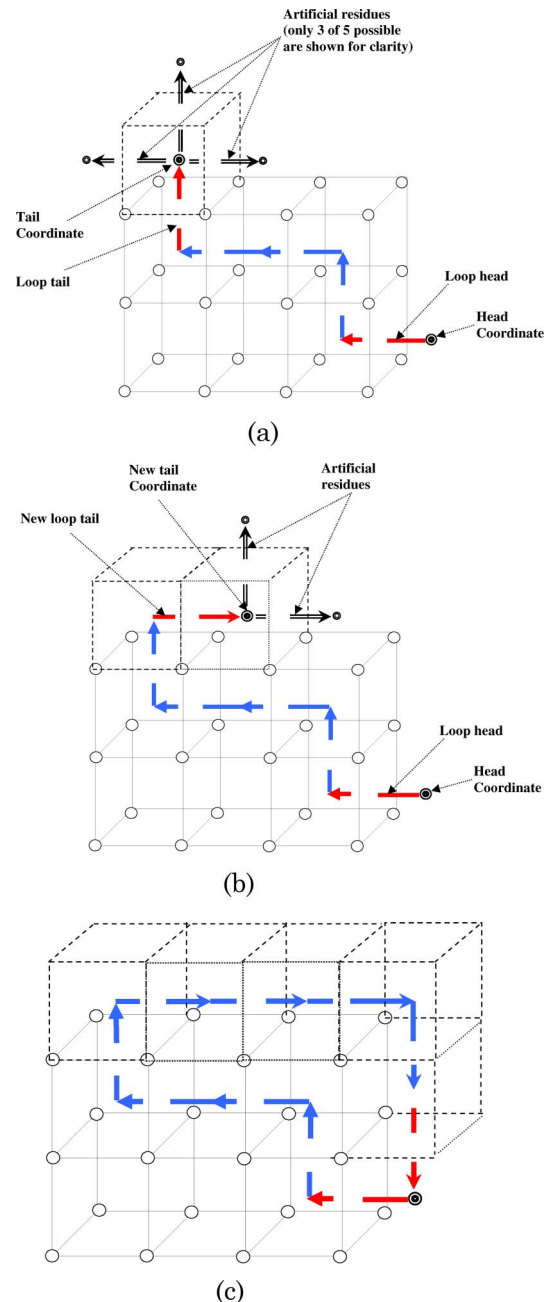 Artificial residues
(only 3 of 5 possible
are shown for clarity)
Tail
Coordinate
Loop tail
Loop head
Head
Coordinate
(a)
New tail
Coordinate
Artificial
residues
New loop tail
Loop head
Head
Coordinate
(b)
(c)